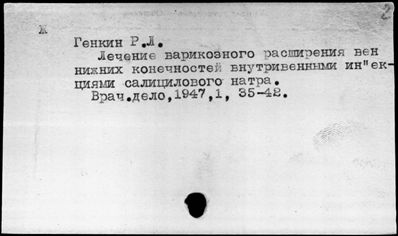 Ж
2
Генкин Р.Л.
Лечение варикозного расширения вен
нижних конечностей внутривенными ин"ек-
циями салицилового натра.
Врач.дело,1947,1, 35-42.